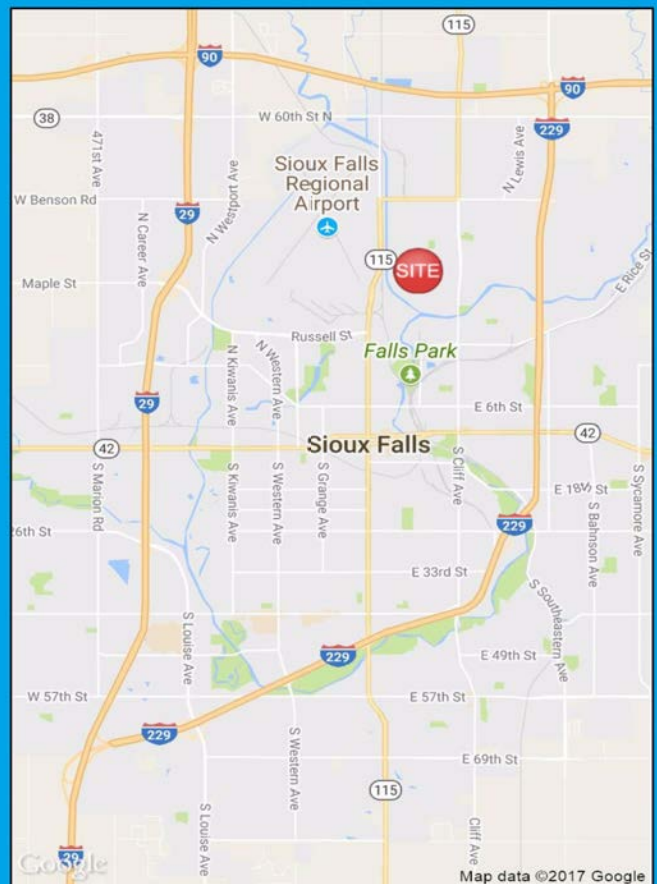 115
90
90
38
W 60th St N
229
471st Ave
N Westport Ave
N Lewis Ave
Sioux Falls
Regional
Airport
W Benson Rd
29
N Career Ave
115
SITE
E Rice St
Maple St
Russell St
Falls Park
N Kiwanis Ave
N Western Ave
29
E 6th St
42
Sioux Falls
42
S Marion Rd
S Kiwanis Ave
S Western Ave
S Grange Ave
S Cliff Ave
E 18½ St
S Bahnson Ave
S Sycamore Ave
26th St
229
E 33rd St
S Southeastern Ave
S Louise Ave
229
E 49th St
W 57th St
E 57th St
229
S Western Ave
E 69th St
115
S Louise Ave
Cliff Ave
29
Google
Map data ©2017 Google